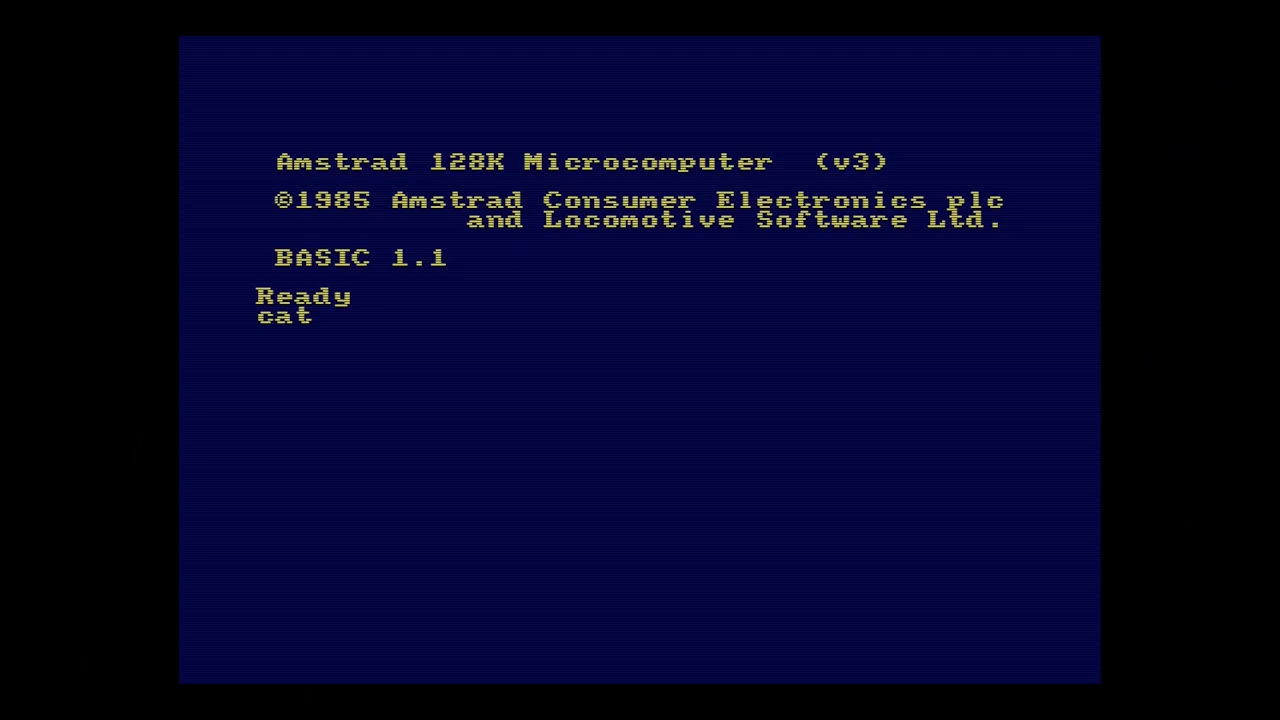 Amstrad 128K Microcomputer (v3)
©1985 Amstrad Consumer Electronics plc
and Locomotive Software Ltd.
BASIC 1.1
Ready
cat